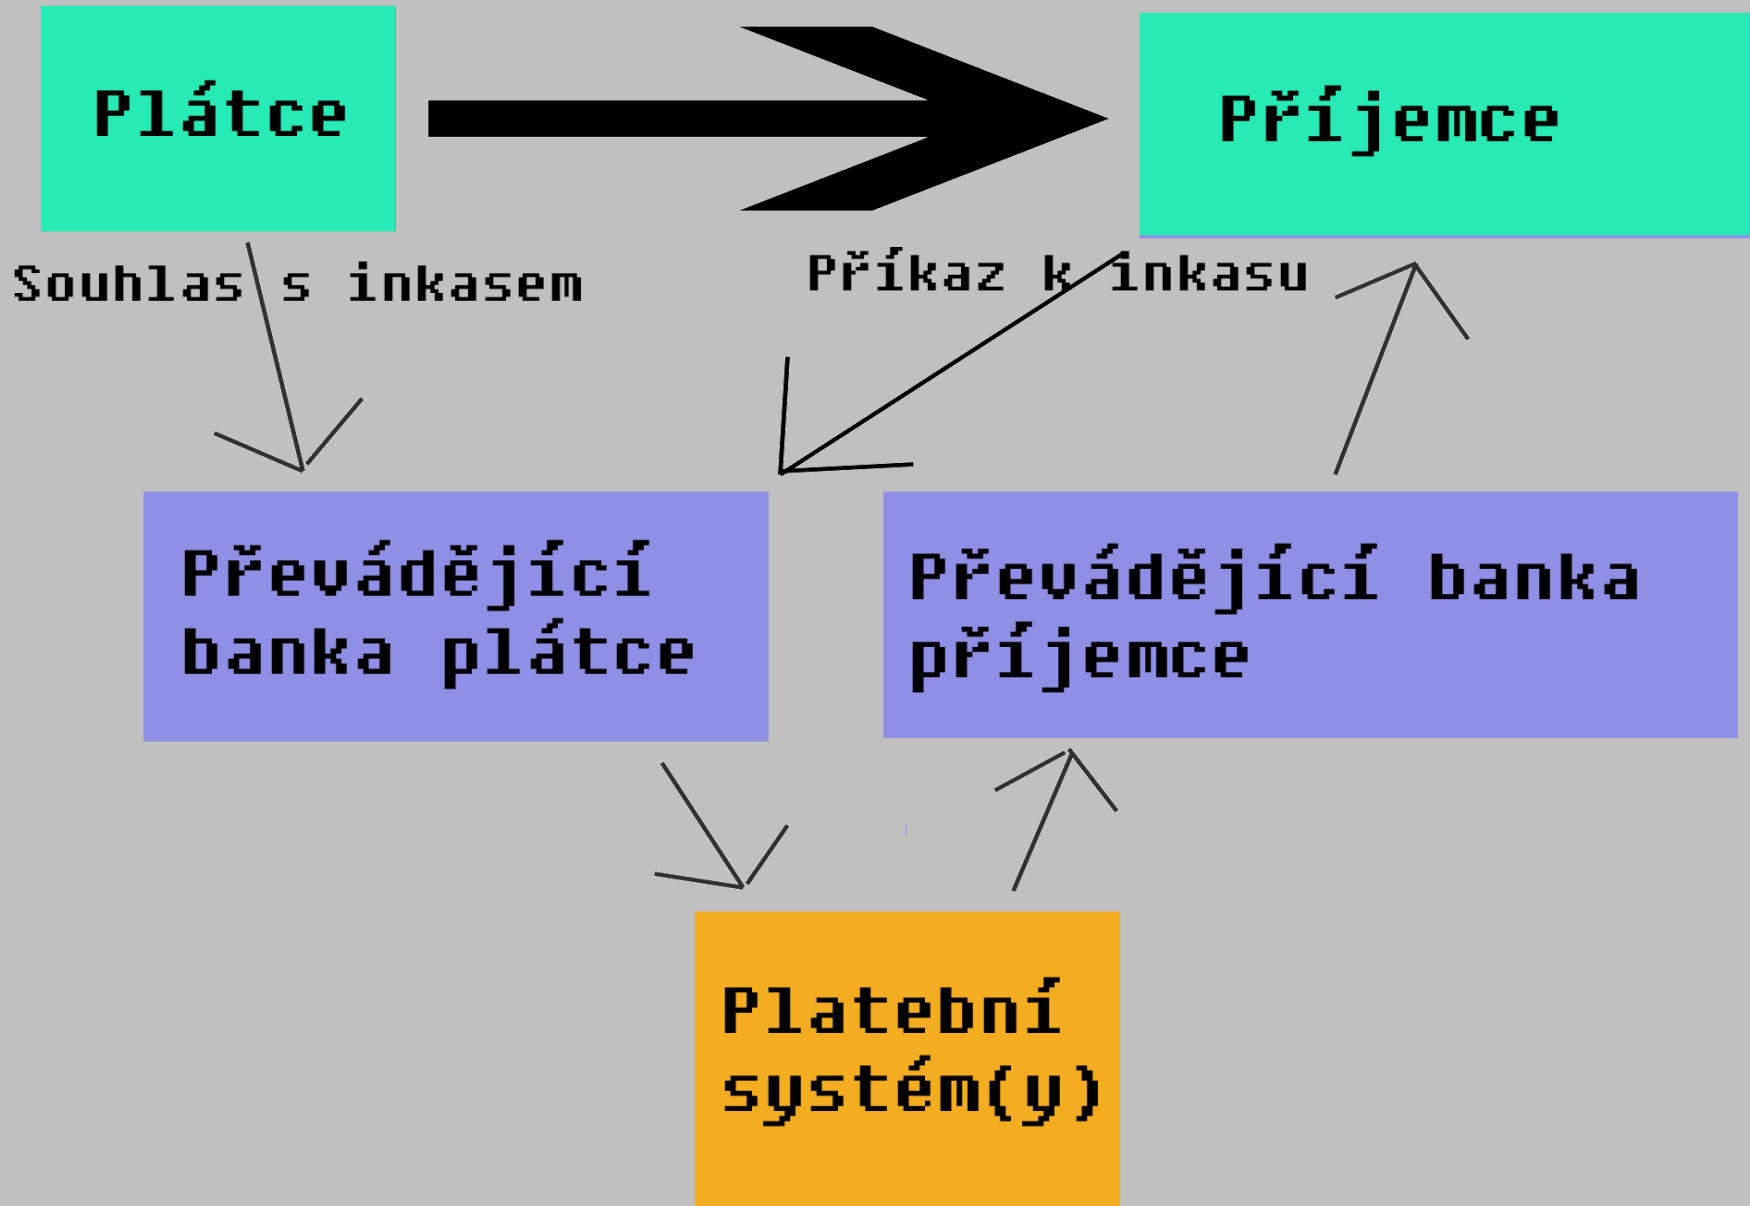 Plátce
Příjemce
Souhlas s inkasem
Příkaz k inkasu
Převádějící
banka plátce
Převádějící banka
příjemce
Platební
systém(y)